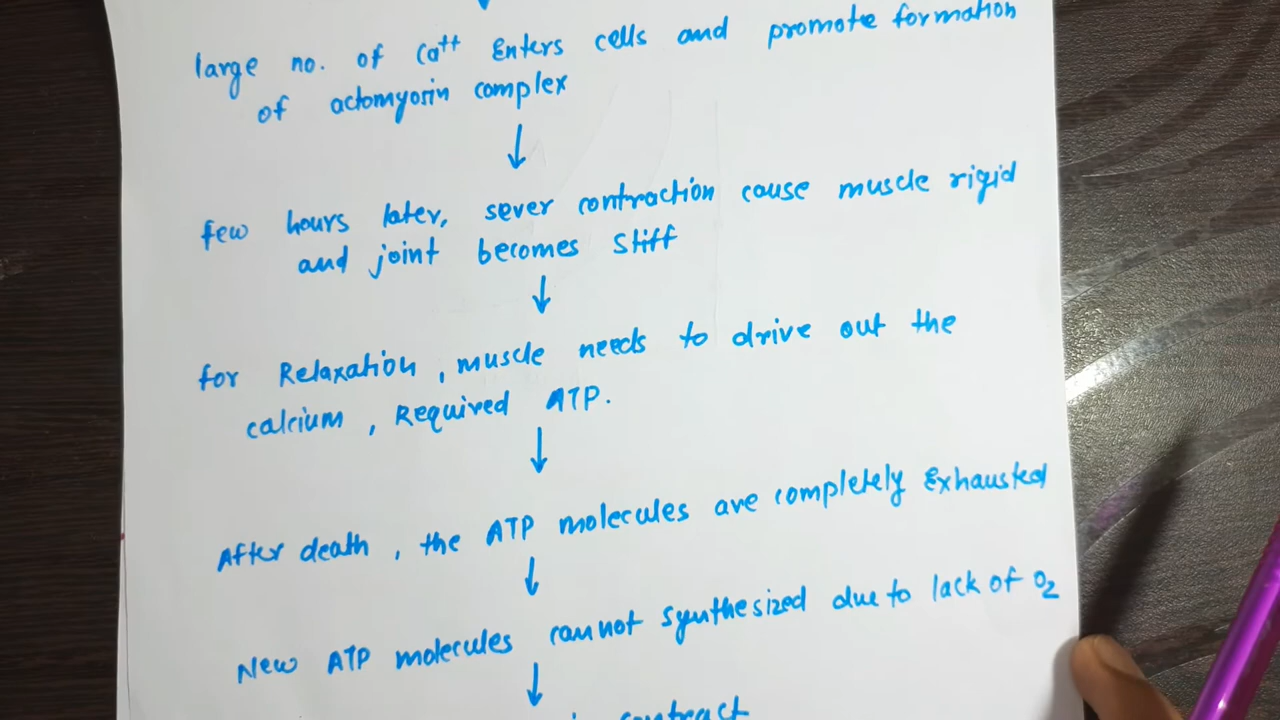 large no. of Ca++ Enters cells and promote formation
of actomyosin complex
few hours later, sever contraction cause muscle rigid
and joint becomes stiff
for Relaxation, muscle needs to drive out the
calcium, Required ATP.
After death, the ATP molecules are completely Exhausted
New ATP molecules cannot synthesized due to lack of O2
contract